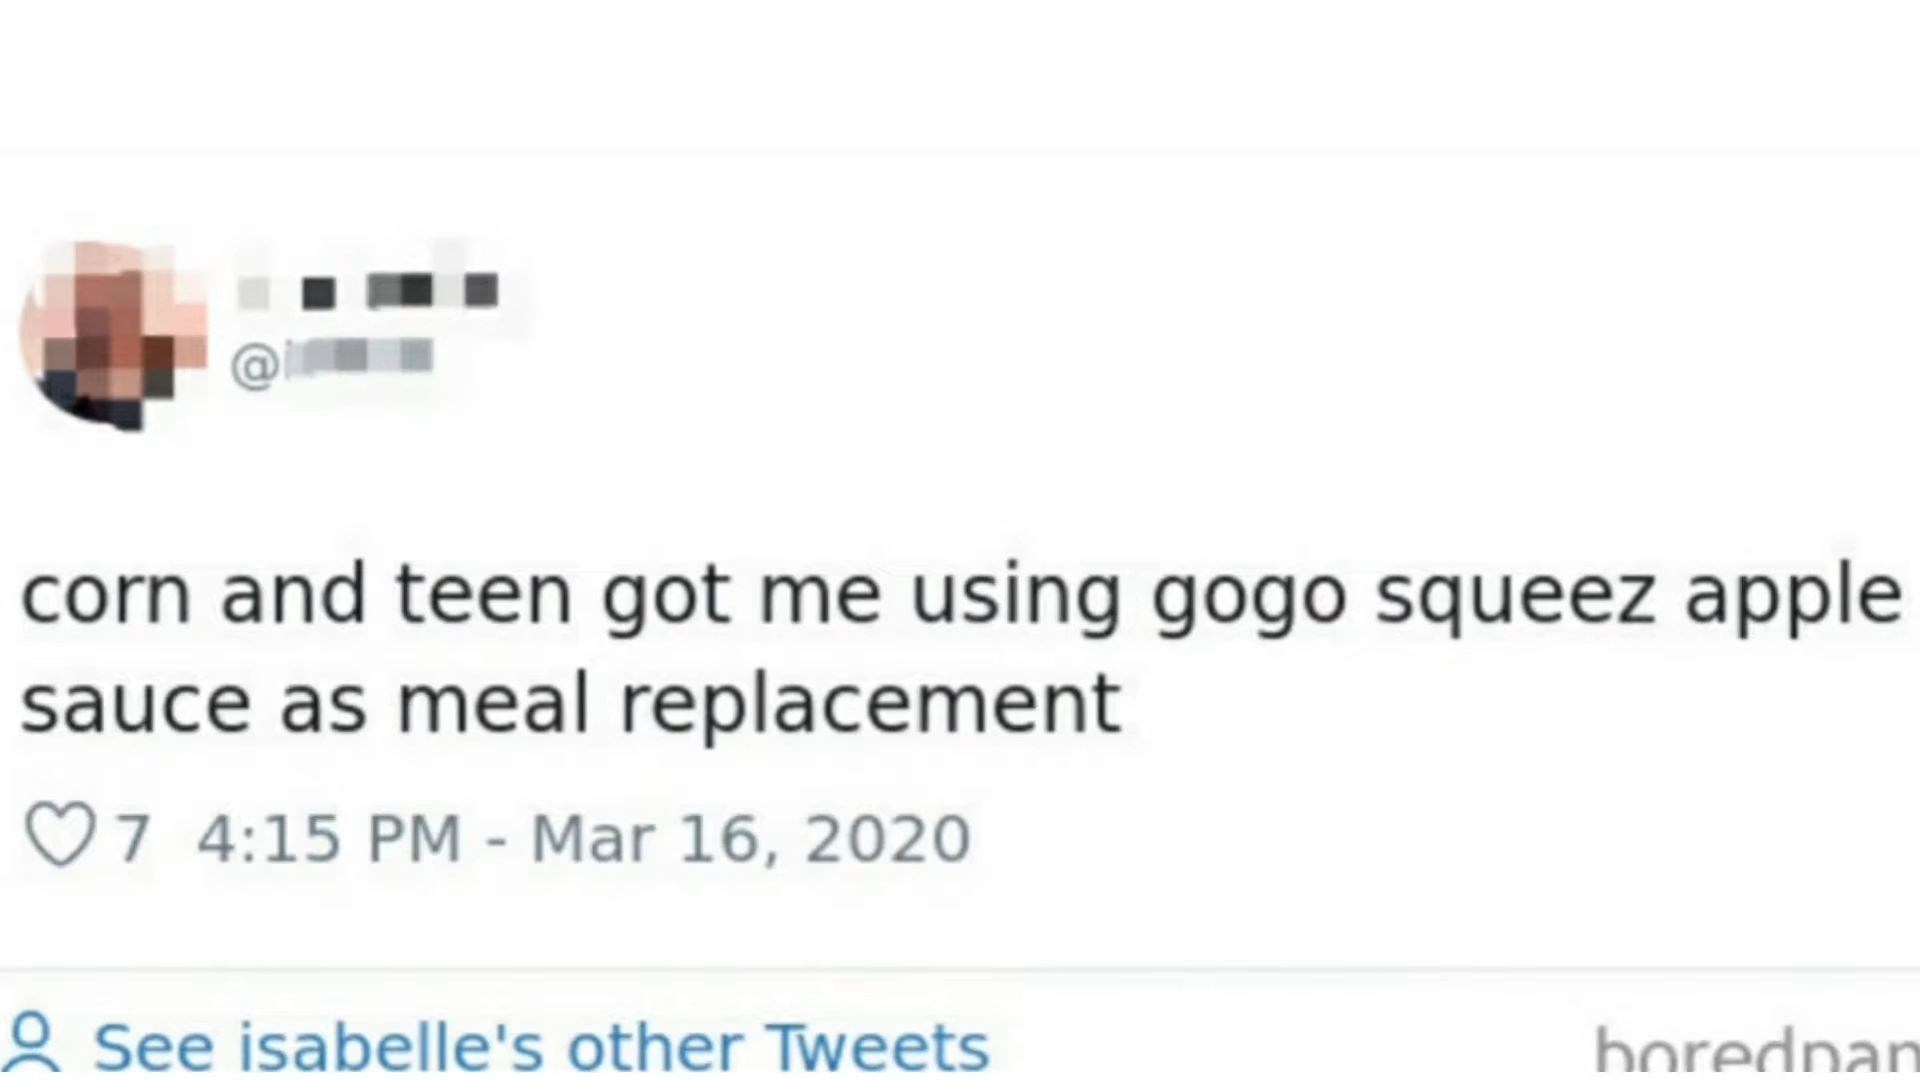 @i
corn and teen got me using gogo squeez apple
sauce as meal replacement
7 4:15 PM - Mar 16, 2020
See isabelle's other Tweets
boredpan